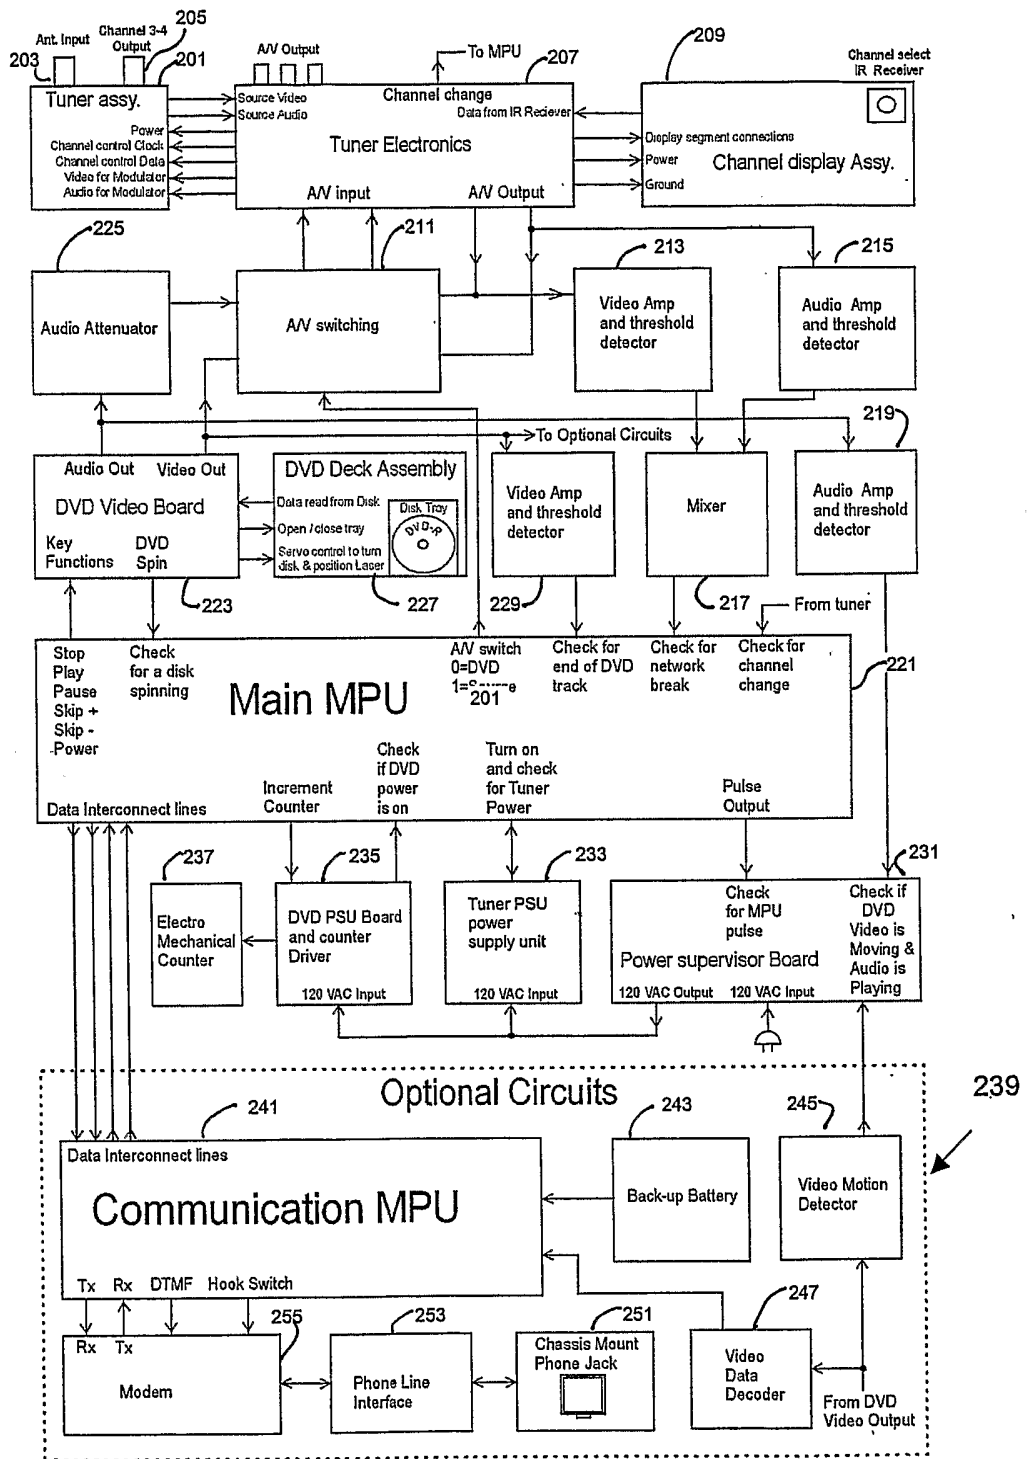 Ant. Input
Channel 3-4
Output
205
203
201
Tuner assy.
Power
Channel control Clock
Channel control Data
Video for Modulator
Audio for Modulator
A/V Output
To MPU
207
Source Video
Source Audio
Channel change
Data from IR Reciever
Tuner Electronics
A/V input
A/V Output
209
Channel select
IR Receiver
Display segment connections
Power
Channel display Assy.
Ground
225
Audio Attenuator
211
A/V switching
213
Video Amp
and threshold
detector
215
Audio Amp
and threshold
detector
To Optional Circuits
219
Audio Out
Video Out
DVD Video Board
Key
Functions
DVD
Spin
223
DVD Deck Assembly
Data read from Disk
Open / close tray
Servo control to turn
disk & position Laser
Disk Tray
DVD-R
227
Video Amp
and threshold
detector
229
Mixer
217
Audio Amp
and threshold
detector
From tuner
221
Stop
Play
Pause
Skip +
Skip -
Power
Check
for a disk
spinning
Main MPU
A/V switch
0=DVD
1=
201
Check for
end of DVD
track
Check for
network
break
Check for
channel
change
Data Interconnect lines
Increment
Counter
Check
if DVD
power
is on
Turn on
and check
for Tuner
Power
Pulse
Output
237
Electro
Mechanical
Counter
235
DVD PSU Board
and counter
Driver
120 VAC Input
233
Tuner PSU
power
supply unit
120 VAC Input
231
Check
for MPU
pulse
Check if
DVD
Video is
Moving &
Audio is
Playing
Power supervisor Board
120 VAC Output
120 VAC Input
Optional Circuits
239
241
Data Interconnect lines
Communication MPU
Tx
Rx
DTMF
Hook Switch
243
Back-up Battery
245
Video Motion
Detector
255
Rx
Tx
Modem
253
Phone Line
Interface
251
Chassis Mount
Phone Jack
247
Video
Data
Decoder
From DVD
Video Output